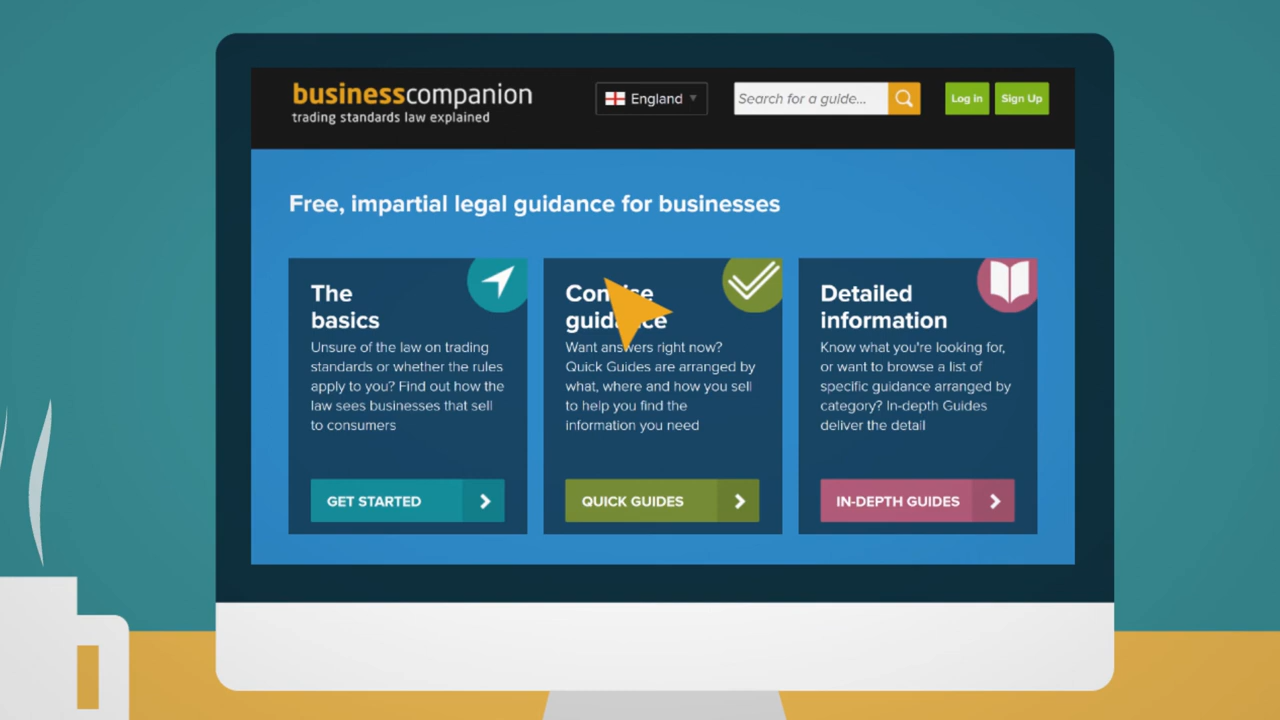 businesscompanion
trading standards law explained
England
Search for a guide...
Log in
Sign Up
Free, impartial legal guidance for businesses
The
basics
Unsure of the law on trading
standards or whether the rules
apply to you? Find out how the
law sees businesses that sell
to consumers
GET STARTED
Concise
guidance
Want answers right now?
Quick Guides are arranged by
what, where and how you sell
to help you find the
information you need
QUICK GUIDES
Detailed
information
Know what you're looking for,
or want to browse a list of
specific guidance arranged by
category? In-depth Guides
deliver the detail
IN-DEPTH GUIDES